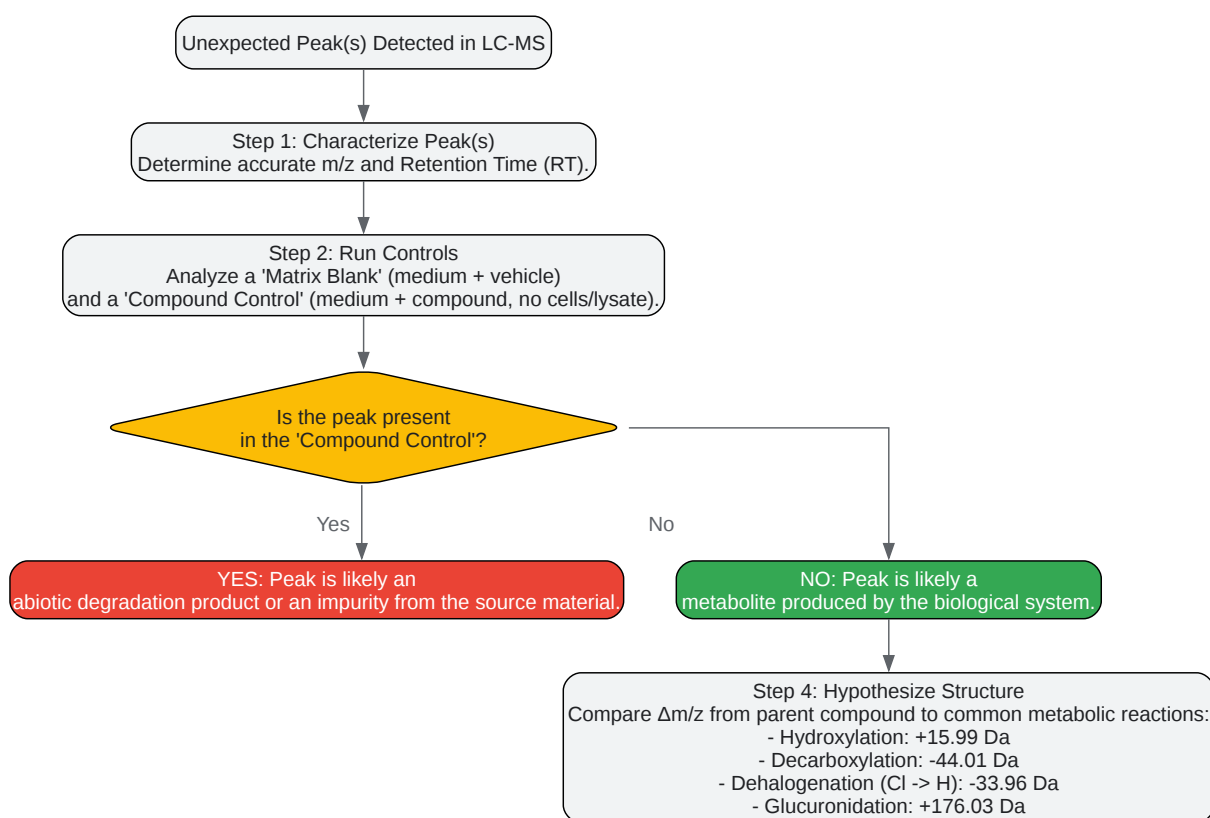 Unexpected Peak(s) Detected in LC-MS
Step 1: Characterize Peak(s)
Determine accurate m/z and Retention Time (RT).
Step 2: Run Controls
Analyze a 'Matrix Blank' (medium + vehicle)
and a 'Compound Control' (medium + compound, no cells/lysate).
Is the peak present
in the 'Compound Control'?
Yes
No
YES: Peak is likely an
abiotic degradation product or an impurity from the source material.
NO: Peak is likely a
metabolite produced by the biological system.
Step 4: Hypothesize Structure
Compare Δm/z from parent compound to common metabolic reactions:
- Hydroxylation: +15.99 Da
- Decarboxylation: -44.01 Da
- Dehalogenation (Cl -> H): -33.96 Da
- Glucuronidation: +176.03 Da